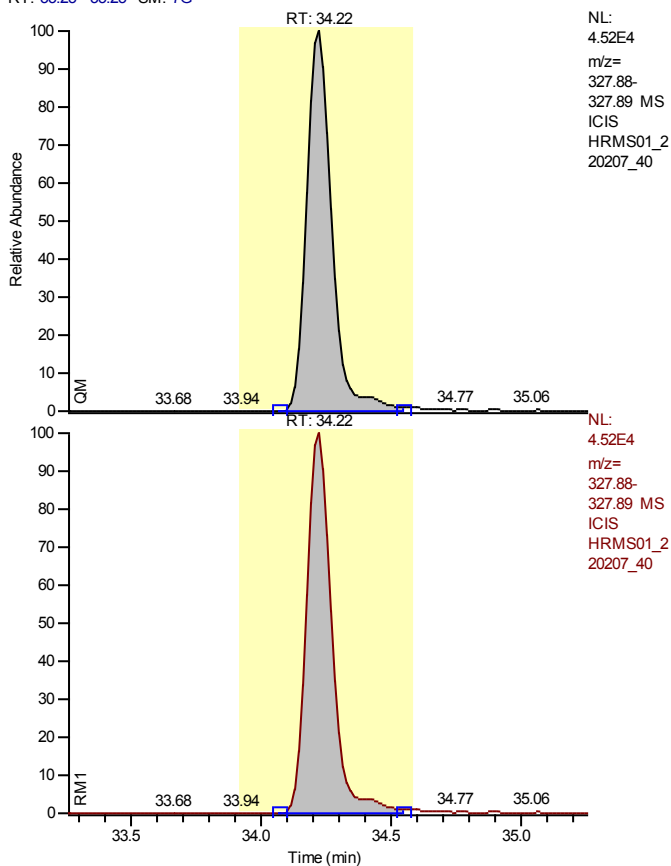 RT: 34.22
NL:
4.52E4
m/z=
327.88-
327.89 MS
ICIS
HRMS01_2
20207_40
100
90
80
70
60
50
40
30
20
10
0
Relative Abundance
QM
33.68 33.94 34.77 35.06
RT: 34.22
NL:
4.52E4
m/z=
327.88-
327.89 MS
ICIS
HRMS01_2
20207_40
100
90
80
70
60
50
40
30
20
10
0
RM1
33.68 33.94 34.77 35.06
33.5 34.0 34.5 35.0
Time (min)